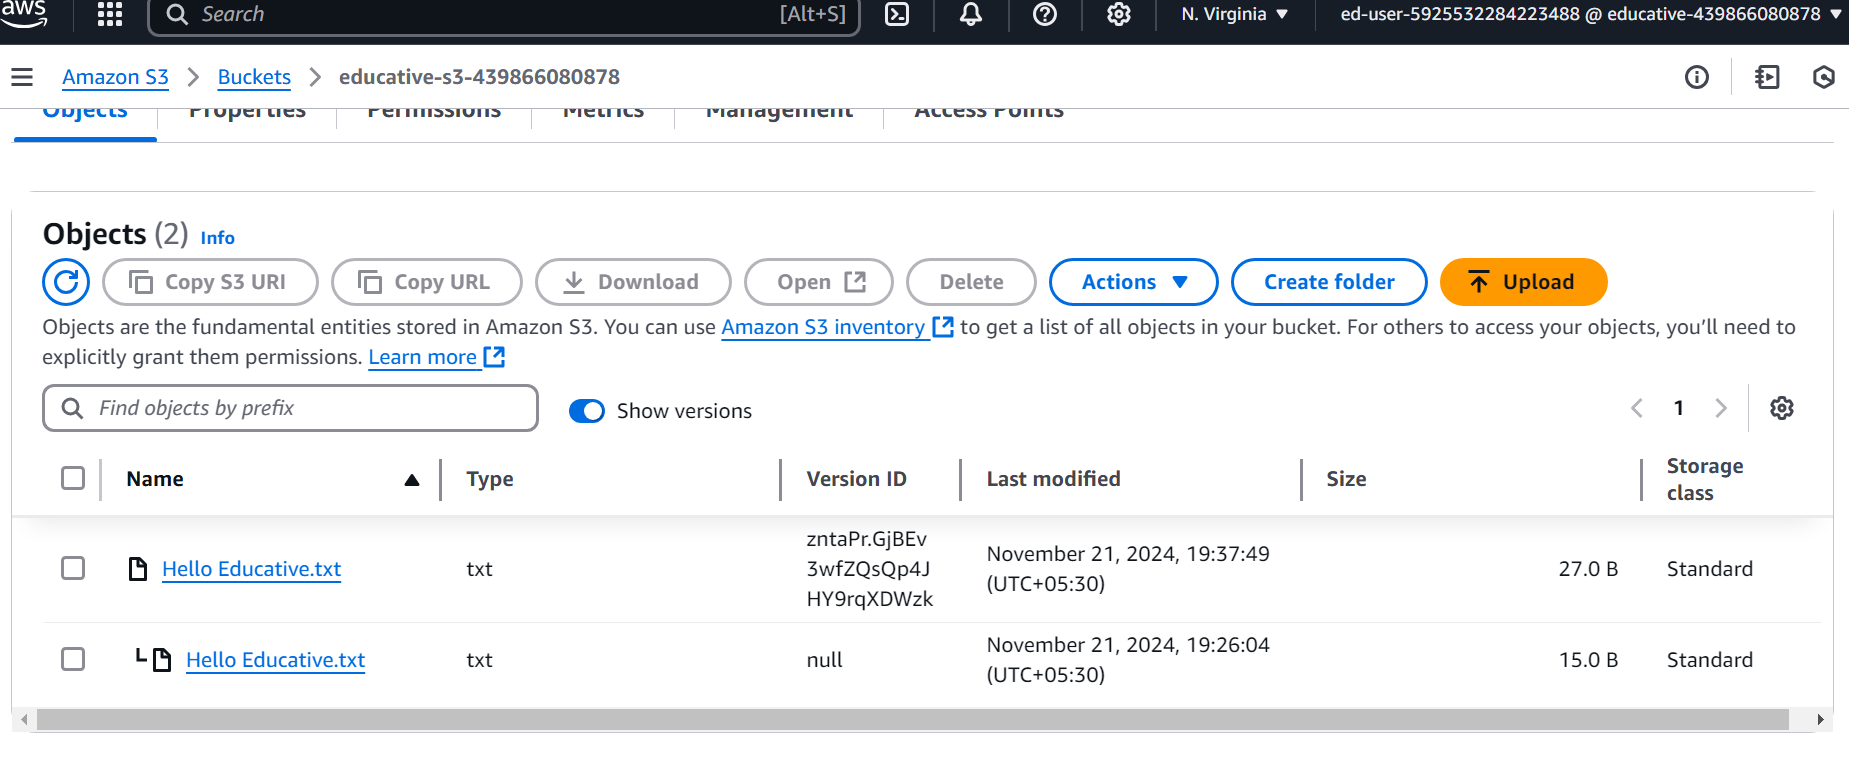 aws
Search [Alt+S] N. Virginia ed-user-5925532284223488 @ educative-439866080878
Amazon S3 Buckets educative-s3-439866080878
Objects Properties Permissions Metrics Management Access Points
Objects (2) Info
Copy S3 URI Copy URL Download Open Delete Actions Create folder Upload
Objects are the fundamental entities stored in Amazon S3. You can use Amazon S3 inventory to get a list of all objects in your bucket. For others to access your objects, you’ll need to
explicitly grant them permissions. Learn more
Find objects by prefix Show versions 1
Name Type Version ID Last modified Size Storage class
Hello Educative.txt txt zntaPr.GjBEv3wfZQsQp4JHY9rqXDWzk November 21, 2024, 19:37:49 (UTC+05:30) 27.0 B Standard
Hello Educative.txt txt null November 21, 2024, 19:26:04 (UTC+05:30) 15.0 B Standard